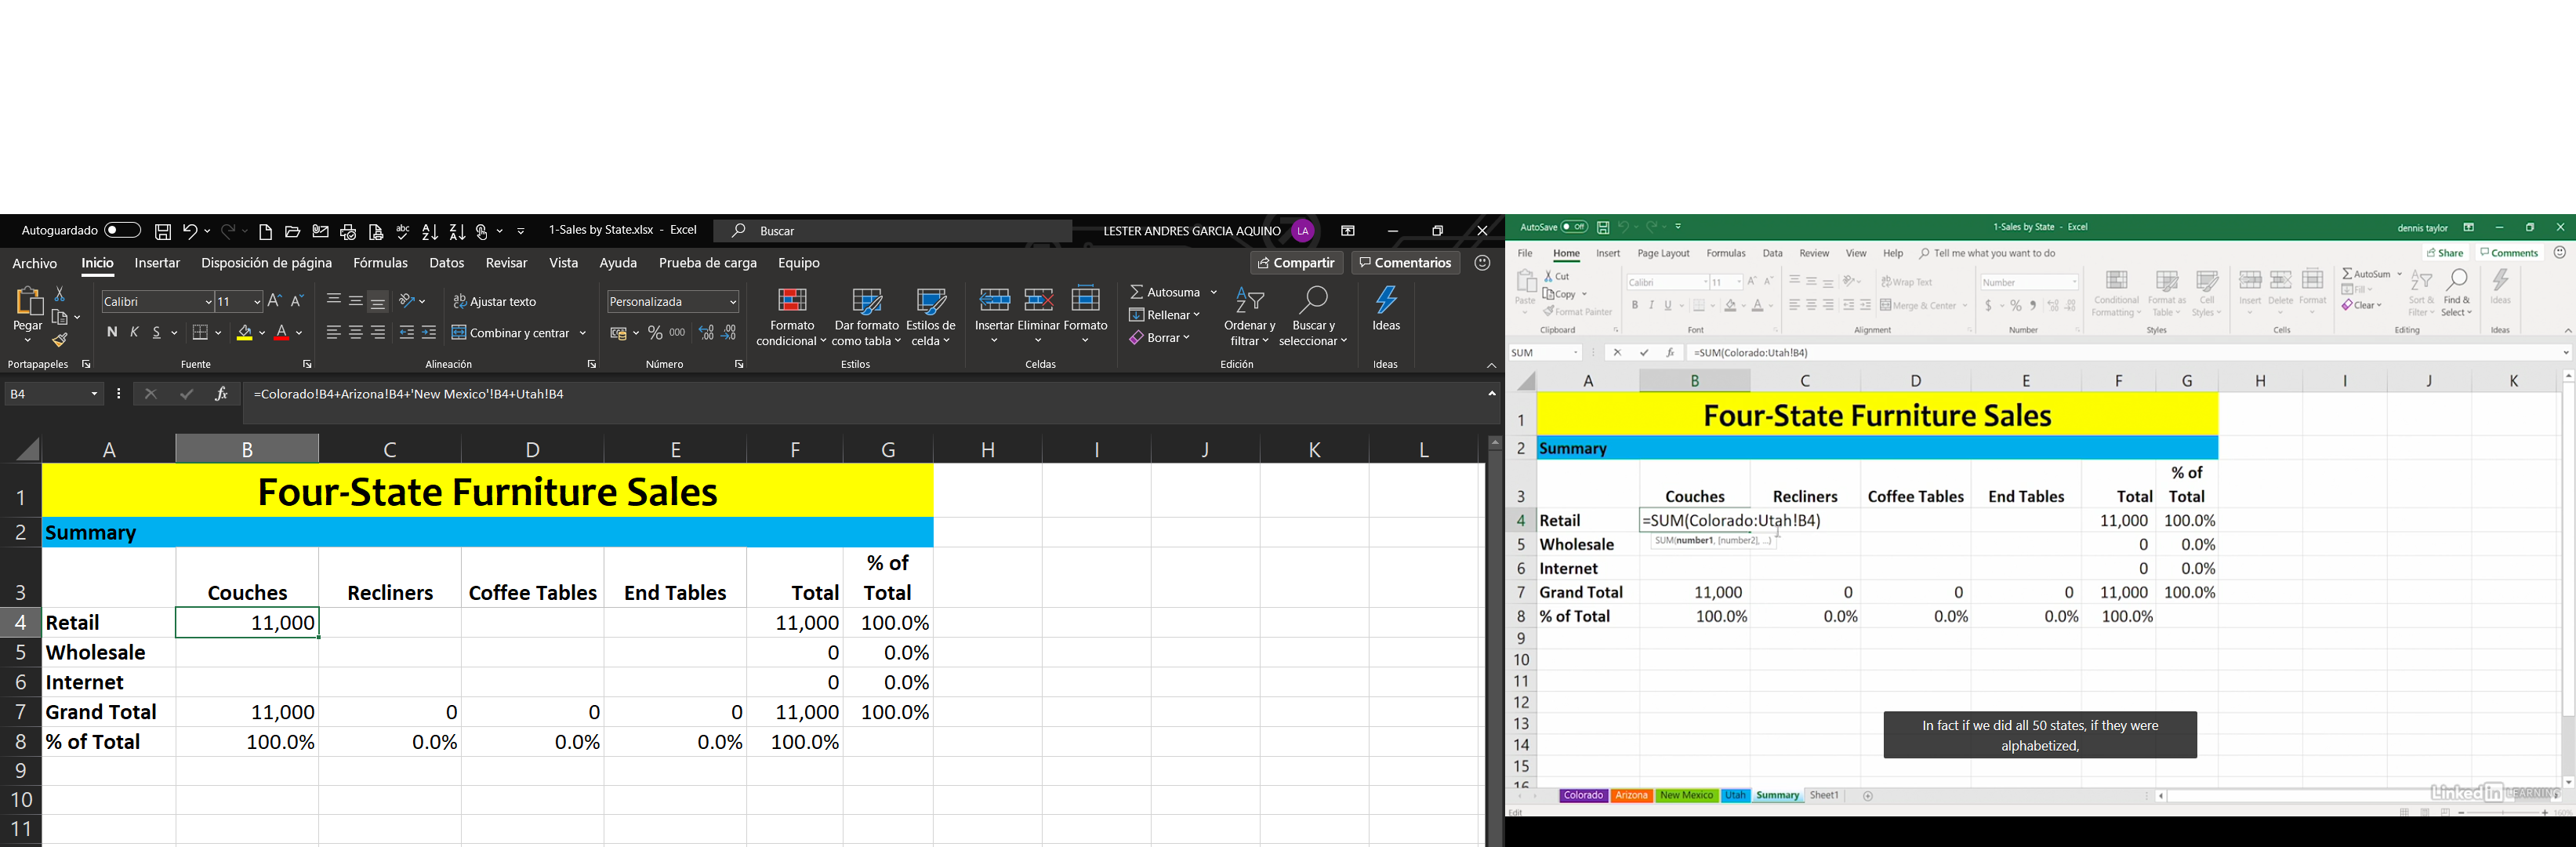 Autoguardado 1-Sales by State.xlsx - Excel Buscar LESTER ANDRES GARCIA AQUINO LA
Archivo Inicio Insertar Disposición de página Fórmulas Datos Revisar Vista Ayuda Prueba de carga Equipo Compartir Comentarios
Pegar Calibri 11 Ajustar texto Personalizada Autosuma
N K S Combinar y centrar % 000 Rellenar
Formato condicional Dar formato como tabla Estilos de celda Insertar Eliminar Formato Borrar Ordenar y filtrar Buscar y seleccionar Ideas
Portapapeles Fuente Alineación Número Estilos Celdas Edición Ideas
B4 fx =Colorado!B4+Arizona!B4+'New Mexico'!B4+Utah!B4
A B C D E F G H I J K L
1 Four-State Furniture Sales
2 Summary
3 Couches Recliners Coffee Tables End Tables Total % of Total
4 Retail 11,000 11,000 100.0%
5 Wholesale 0 0.0%
6 Internet 0 0.0%
7 Grand Total 11,000 0 0 0 11,000 100.0%
8 % of Total 100.0% 0.0% 0.0% 0.0% 100.0%
9
10
11
AutoSave Off 1-Sales by State - Excel dennis taylor
File Home Insert Page Layout Formulas Data Review View Help Tell me what you want to do Share Comments
Paste Cut Calibri 11 Wrap Text Number AutoSum
Copy Fill
Format Painter B I U Merge & Center $ % Conditional Formatting Format as Table Cell Styles Insert Delete Format Clear Sort & Filter Find & Select Ideas
Clipboard Font Alignment Number Styles Cells Editing Ideas
SUM fx =SUM(Colorado:Utah!B4)
A B C D E F G H I J K
1 Four-State Furniture Sales
2 Summary
3 Couches Recliners Coffee Tables End Tables Total % of Total
4 Retail =SUM(Colorado:Utah!B4) 11,000 100.0%
SUM(number1, [number2], ...)
5 Wholesale 0 0.0%
6 Internet 0 0.0%
7 Grand Total 11,000 0 0 0 11,000 100.0%
8 % of Total 100.0% 0.0% 0.0% 0.0% 100.0%
9
10
11
12
13
14
15
16
In fact if we did all 50 states, if they were
alphabetized,
Colorado Arizona New Mexico Utah Summary Sheet1
Linked in LEARNING
Edit